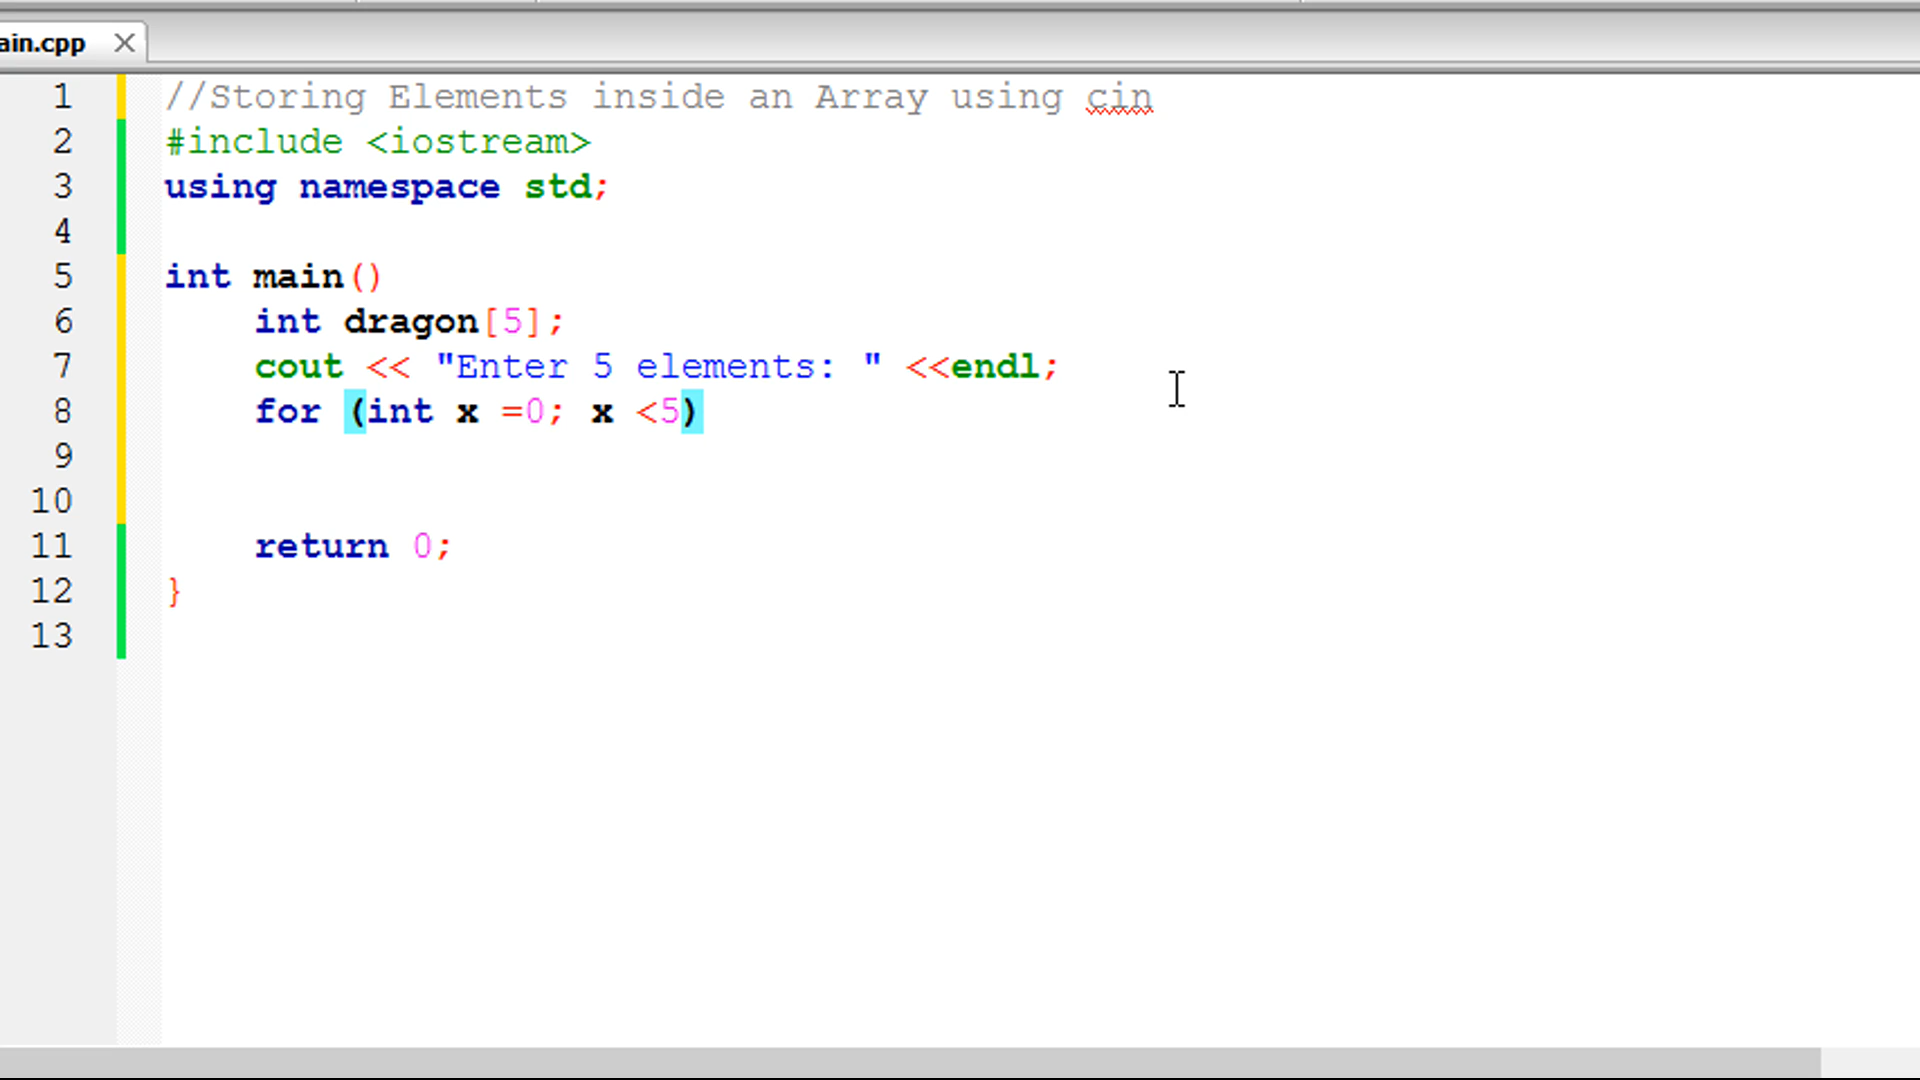 ain.cpp
1 //Storing Elements inside an Array using cin
2 #include <iostream>
3 using namespace std;
4
5 int main()
6 int dragon[5];
7 cout << "Enter 5 elements: " <<endl;
8 for (int x =0; x <5)
9
10
11 return 0;
12 }
13